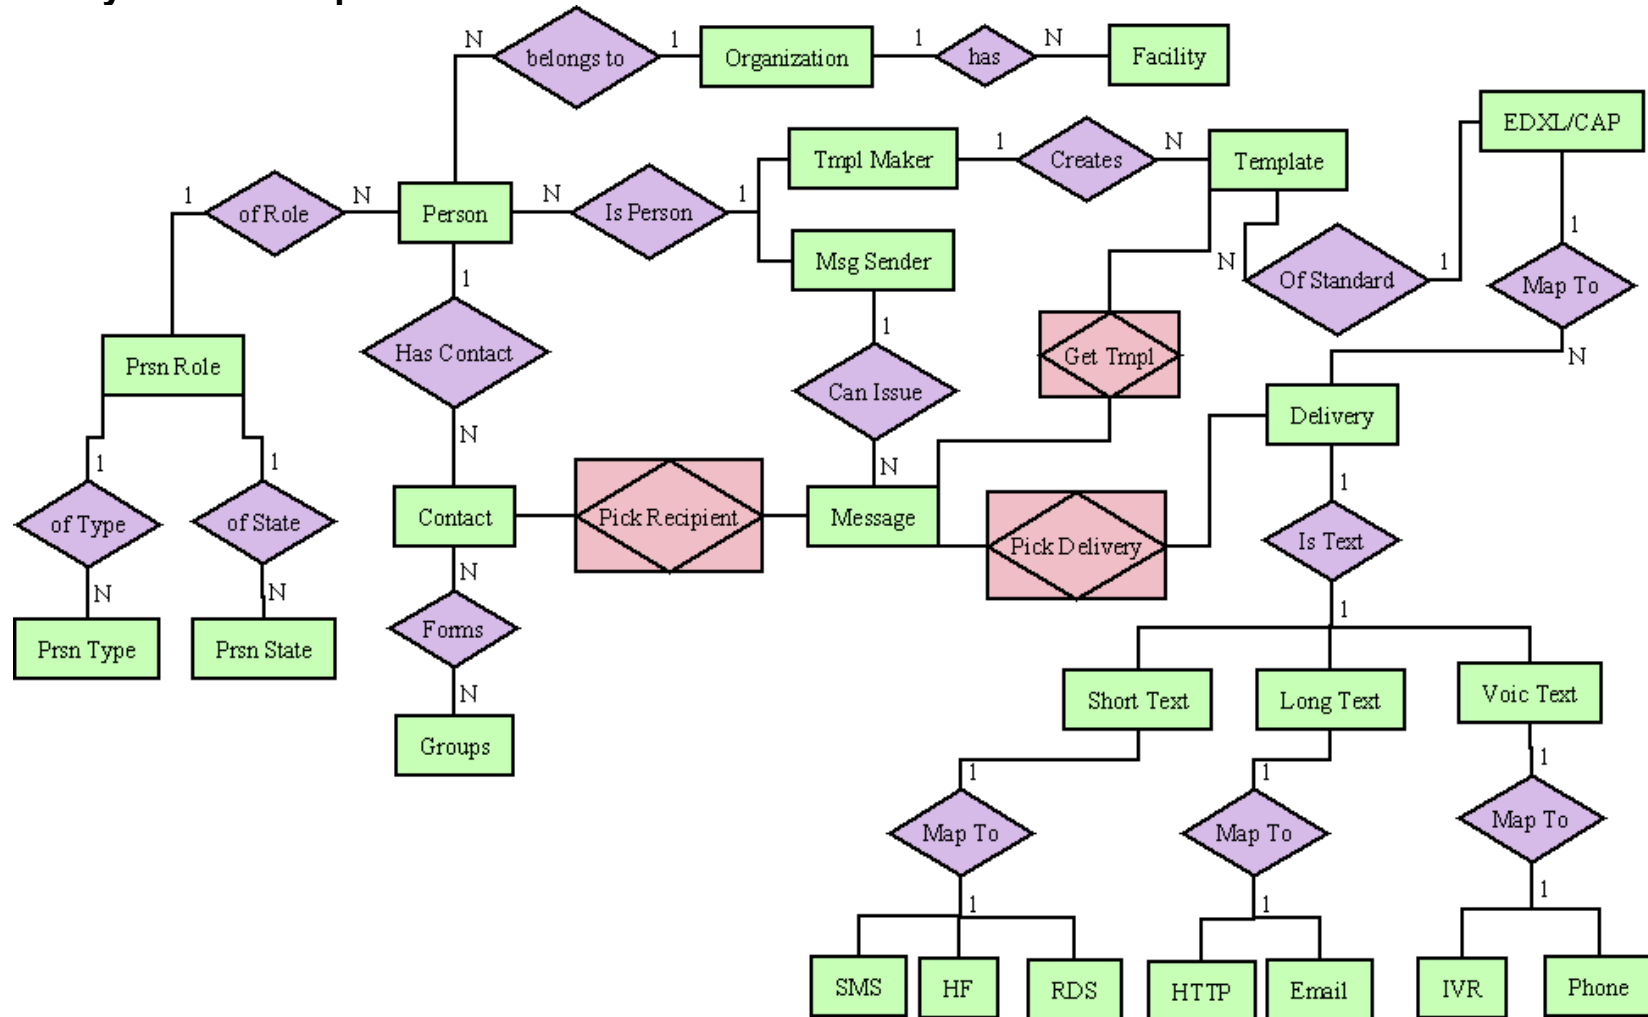 N
belongs to
1
Organization
1
has
N
Facility
EDXL/CAP
Tmpl Maker
1
Creates
N
Template
1
of Role
N
Person
N
Is Person
1
Msg Sender
N
Of Standard
1
1
Map To
N
1
Has Contact
N
1
Can Issue
N
Get Tmpl
Prsn Role
Delivery
1
of Type
N
1
of State
N
Contact
Pick Recipient
Message
Pick Delivery
1
Is Text
1
Prsn Type
Prsn State
N
Forms
N
Groups
Short Text
Long Text
Voic Text
1
Map To
1
1
Map To
1
1
Map To
1
SMS
HF
RDS
HTTP
Email
IVR
Phone